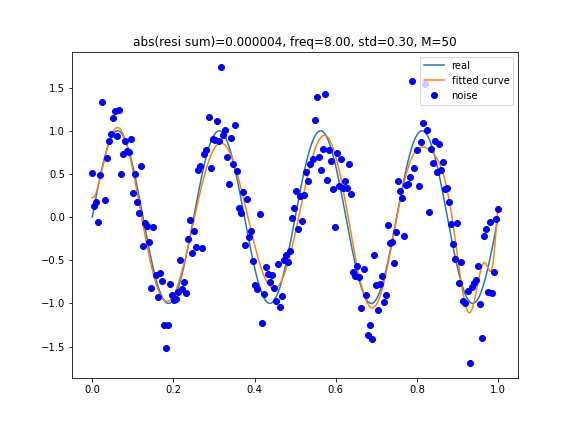 abs(resi sum)=0.000004, freq=8.00, std=0.30, M=50
real
fitted curve
noise
1.5
1.0
0.5
0.0
−0.5
−1.0
−1.5
0.0 0.2 0.4 0.6 0.8 1.0